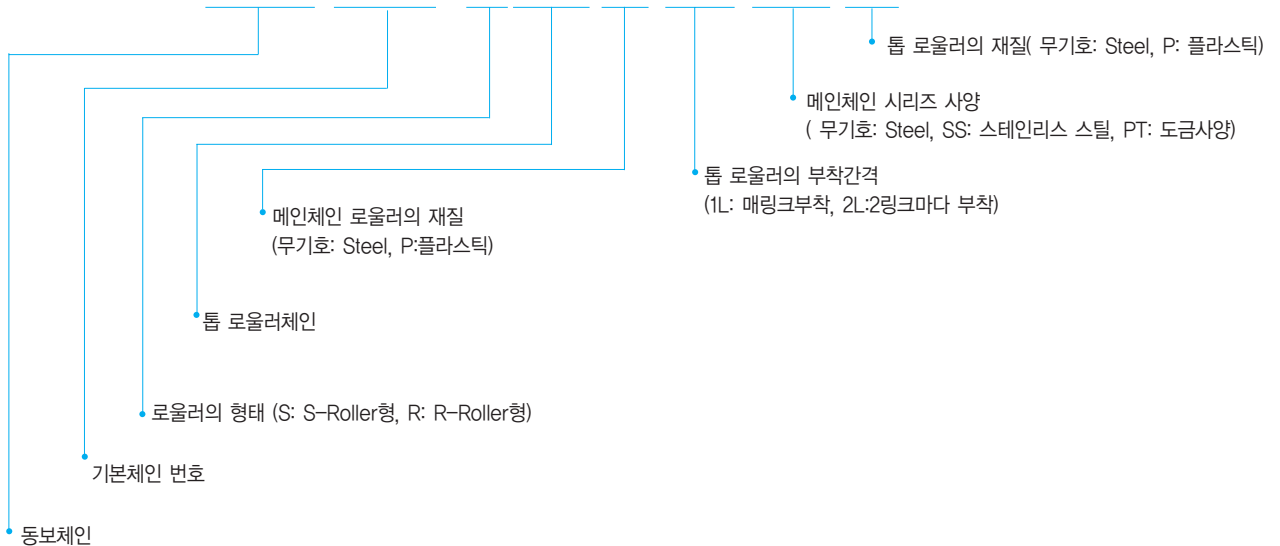 톱 로울러의 재질( 무기호: Steel, P: 플라스틱)
메인체인 시리즈 사양
( 무기호: Steel, SS: 스테인리스 스틸, PT: 도금사양)
톱 로울러의 부착간격
(1L: 매링크부착, 2L:2링크마다 부착)
메인체인 로울러의 재질
(무기호: Steel, P:플라스틱)
톱 로울러체인
로울러의 형태 (S: S-Roller형, R: R-Roller형)
기본체인 번호
동보체인